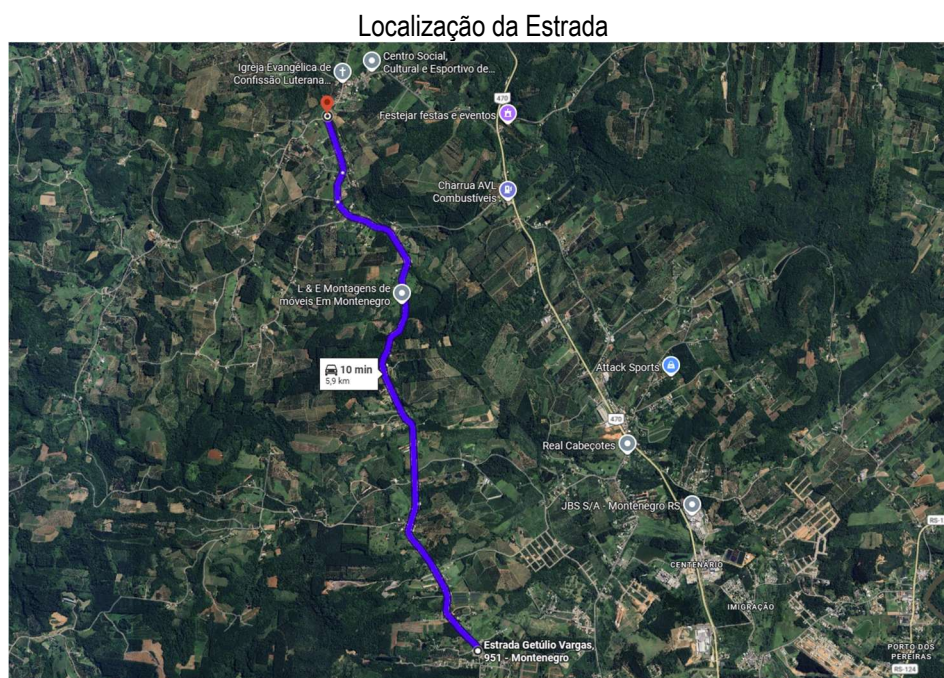 Localização da Estrada
Igreja Evangélica de
Confissão Luterana...
Centro Social,
Cultural e Esportivo de...
470
Festejar festas e eventos
Charrua AVL
Combustíveis
L & E Montagens de
móveis Em Montenegro
10 min
5,9 km
Attack Sports
470
Real Cabeçotes
JBS S/A - Montenegro RS
RS-1
CENTENÁRIO
IMIGRAÇÃO
Estrada Getúlio Vargas,
951 - Montenegro
PORTO DOS
PEREIRAS
RS-124